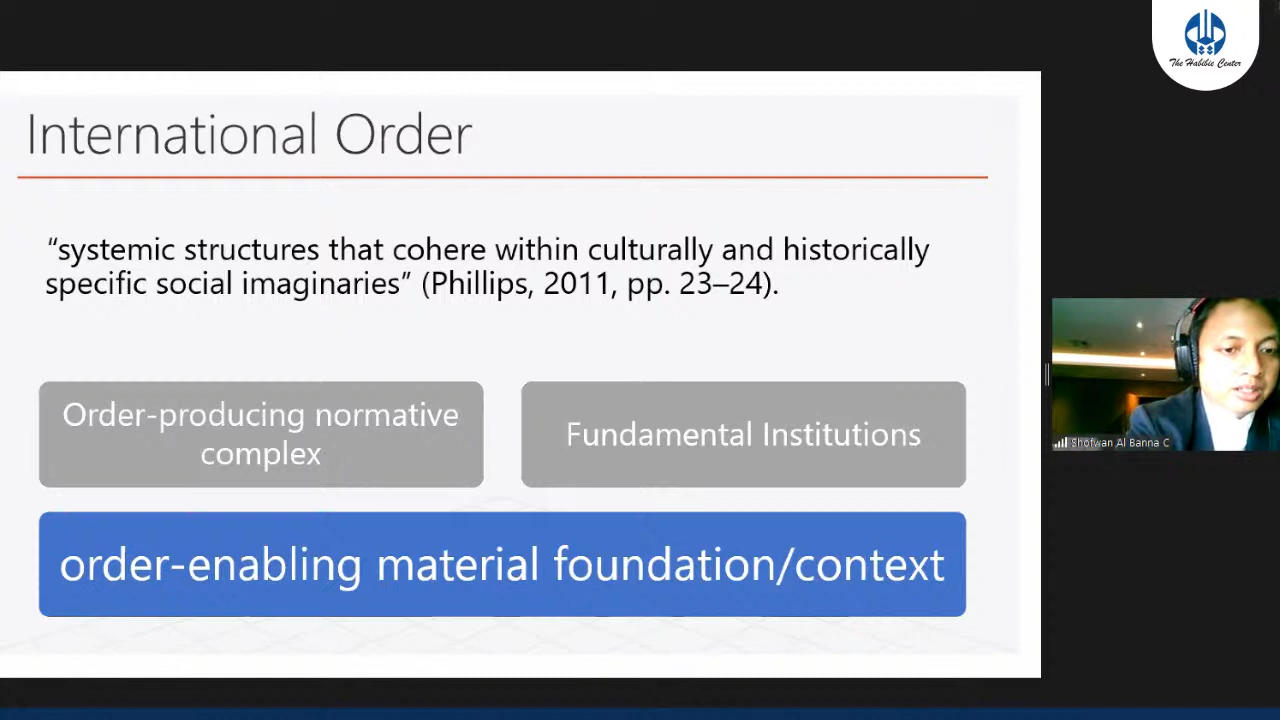 The Habibie Center
International Order
“systemic structures that cohere within culturally and historically
specific social imaginaries” (Phillips, 2011, pp. 23–24).
Order-producing normative
complex
Fundamental Institutions
order-enabling material foundation/context
Shofwan Al Banna C